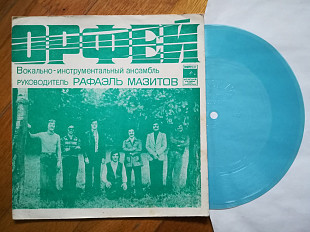 ОРФЕЙ
Вокально-инструментальный ансамбль
РУКОВОДИТЕЛЬ РАФАЭЛЬ МАЗИТОВ